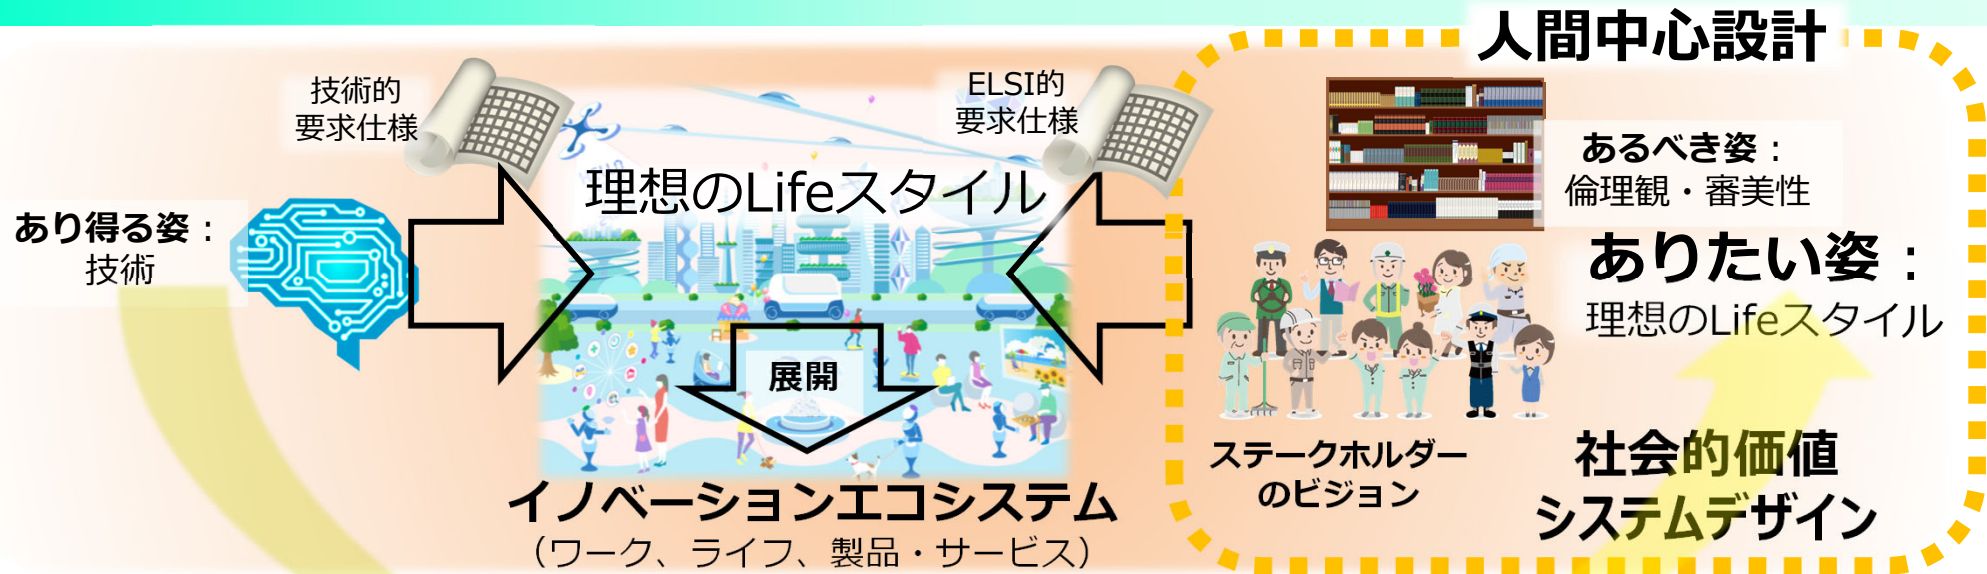 人間中心設計
技術的
要求仕様
ELSI的
要求仕様
あるべき姿：
倫理観・審美性
理想のLifeスタイル
あり得る姿：
技術
ありたい姿：
理想のLifeスタイル
展開
ステークホルダー
のビジョン
社会的価値
システムデザイン
イノベーションエコシステム
（ワーク、ライフ、製品・サービス）